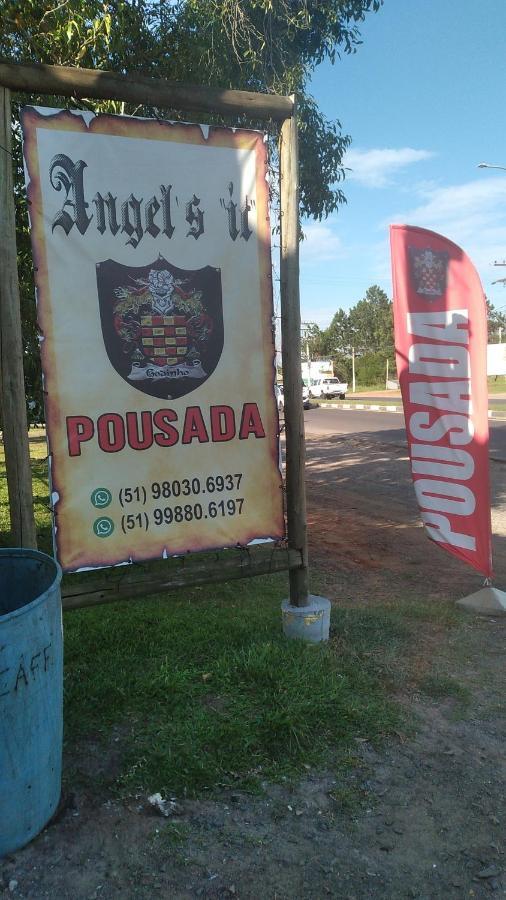 Angel's "it"
Godinho
POUSADA
(51) 98030.6937
(51) 99880.6197
POUSADA
EAFF